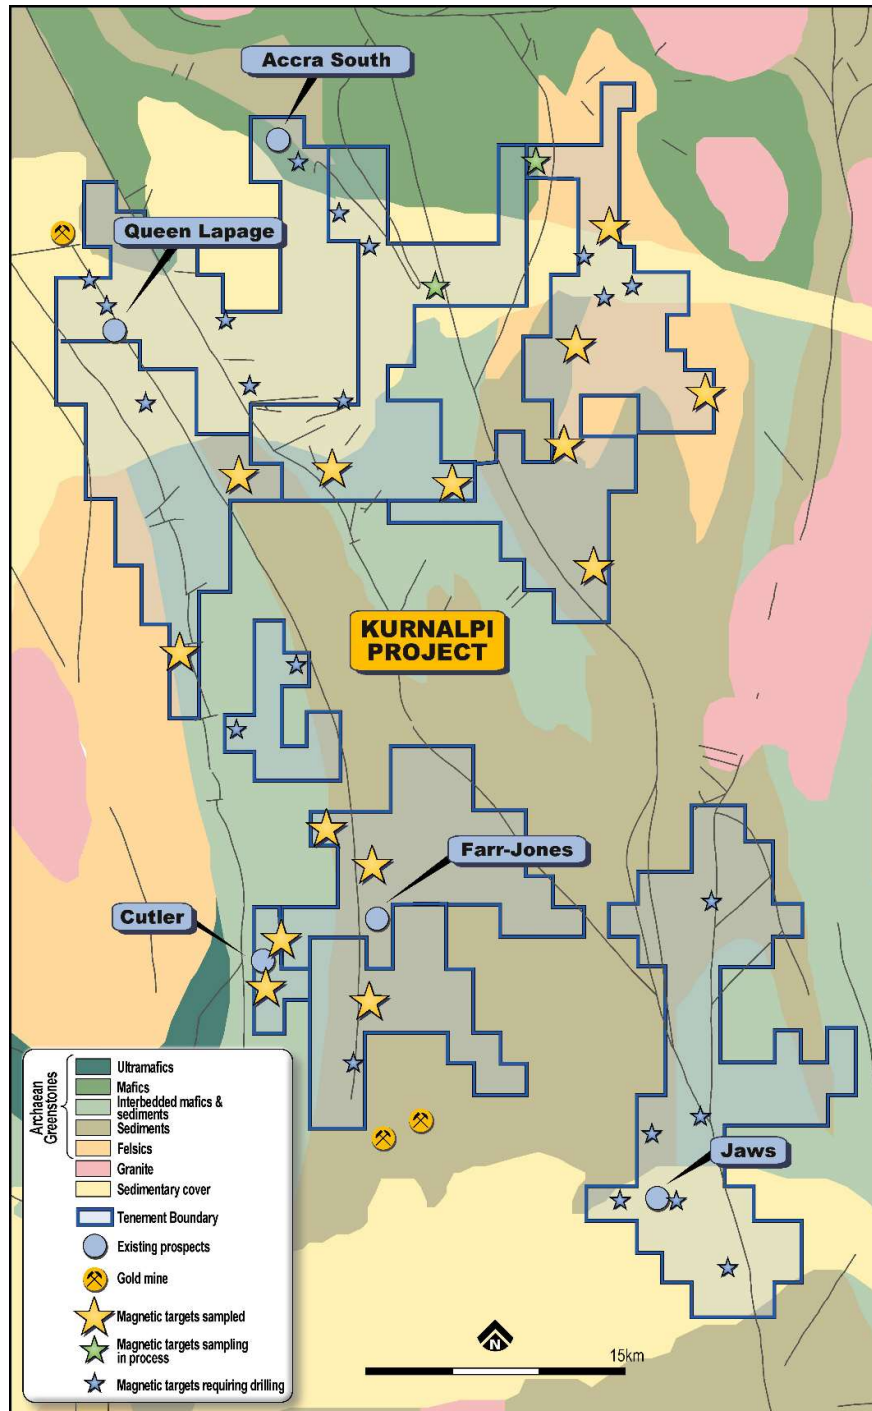 Accra South
Queen Lapage
KURNALPI
PROJECT
Farr-Jones
Cutler
Jaws
Archaean
Greenstones
Ultramafics
Mafics
Interbedded mafics &
sediments
Sediments
Felsics
Granite
Sedimentary cover
Tenement Boundary
Existing prospects
Gold mine
Magnetic targets sampled
Magnetic targets sampling
in process
Magnetic targets requiring drilling
N
15km